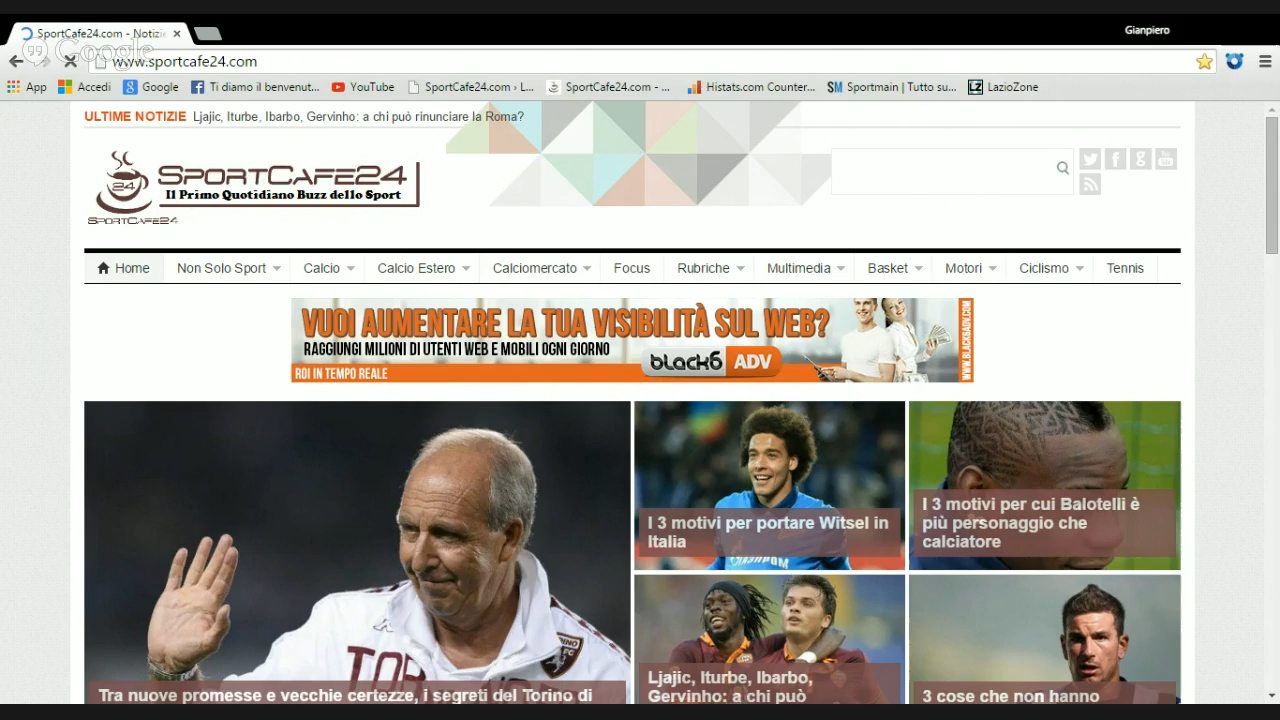 SportCafe24.com - Notizie
Gianpiero
Google
www.sportcafe24.com
App
Accedi
Google
Ti diamo il benvenut...
YouTube
SportCafe24.com › L...
SportCafe24.com - ...
Histats.com Counter...
SM Sportmain | Tutto su...
LZ LazioZone
ULTIME NOTIZIE Ljajic, Iturbe, Ibarbo, Gervinho: a chi può rinunciare la Roma?
24
SPORTCAFE24
Il Primo Quotidiano Buzz dello Sport
SPORTCAFE24
Home
Non Solo Sport
Calcio
Calcio Estero
Calciomercato
Focus
Rubriche
Multimedia
Basket
Motori
Ciclismo
Tennis
VUOI AUMENTARE LA TUA VISIBILITÀ SUL WEB?
RAGGIUNGI MILIONI DI UTENTI WEB E MOBILI OGNI GIORNO
black6 ADV
ROI IN TEMPO REALE
WWW.BLACK6ADV.COM
I 3 motivi per portare Witsel in
Italia
I 3 motivi per cui Balotelli è
più personaggio che
calciatore
TOR
Tra nuove promesse e vecchie certezze, i segreti del Torino di
Ljajic, Iturbe, Ibarbo,
Gervinho: a chi può
3 cose che non hanno